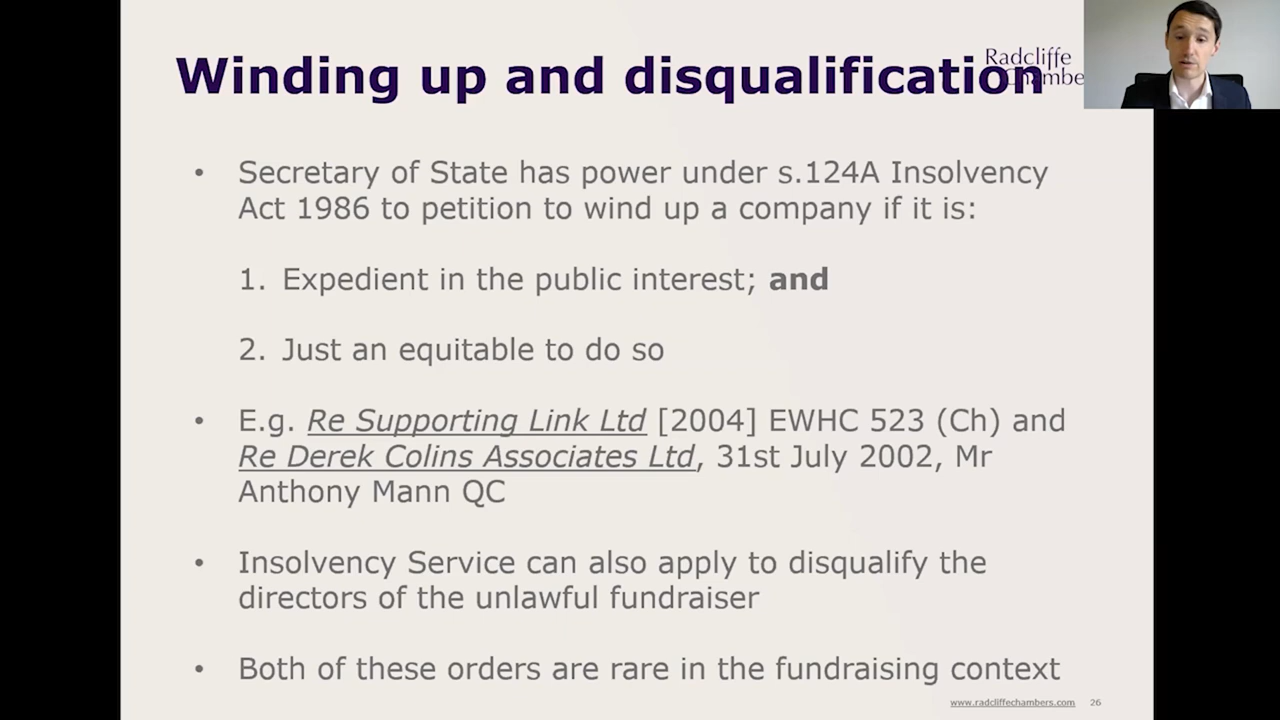 Winding up and disqualification
Radcliffe
Chambe
• Secretary of State has power under s.124A Insolvency
Act 1986 to petition to wind up a company if it is:
1. Expedient in the public interest; and
2. Just an equitable to do so
• E.g. Re Supporting Link Ltd [2004] EWHC 523 (Ch) and
Re Derek Colins Associates Ltd, 31st July 2002, Mr
Anthony Mann QC
• Insolvency Service can also apply to disqualify the
directors of the unlawful fundraiser
• Both of these orders are rare in the fundraising context
www.radcliffechambers.com 26